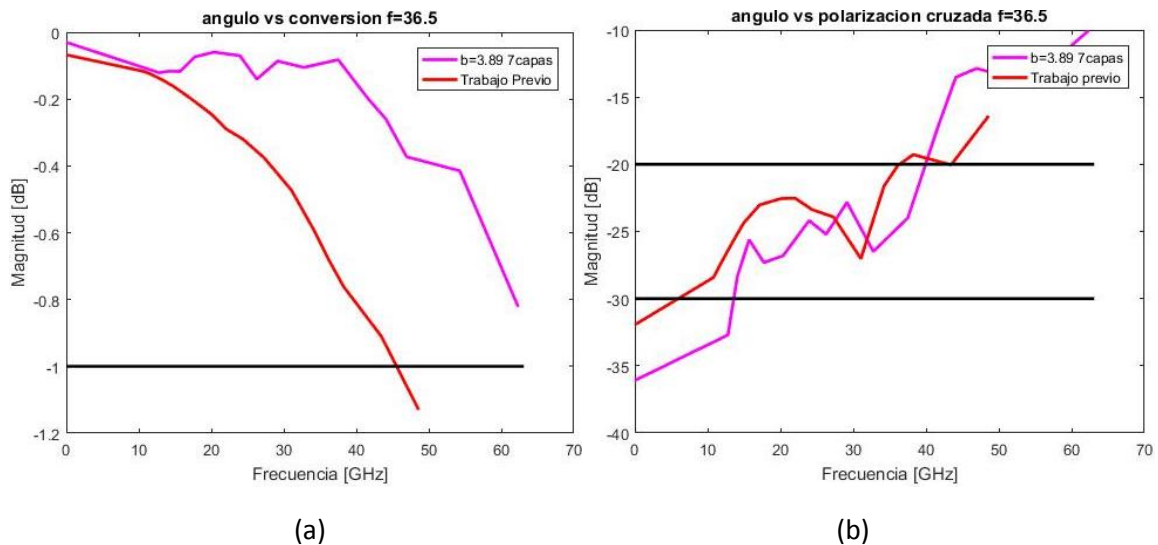 angulo vs conversion f=36.5
0
-0.2
-0.4
-0.6
-0.8
-1
-1.2
Magnitud [dB]
b=3.89 7capas
Trabajo Previo
0 10 20 30 40 50 60 70
Frecuencia [GHz]
(a)
angulo vs polarizacion cruzada f=36.5
-10
-15
-20
-25
-30
-35
-40
Magnitud [dB]
b=3.89 7capas
Trabajo Previo
0 10 20 30 40 50 60 70
Frecuencia [GHz]
(b)